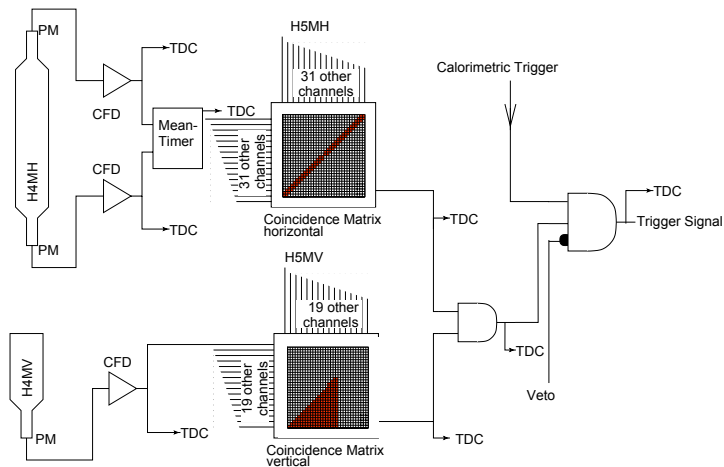 PM
TDC
CFD
Mean-
Timer
TDC
H4MH
CFD
PM
TDC
H5MH
31 other
channels
31 other
channels
Coincidence Matrix
horizontal
Calorimetric Trigger
TDC
TDC
Trigger Signal
H5MV
19 other
channels
19 other
channels
Coincidence Matrix
vertical
H4MV
CFD
PM
TDC
TDC
TDC
Veto